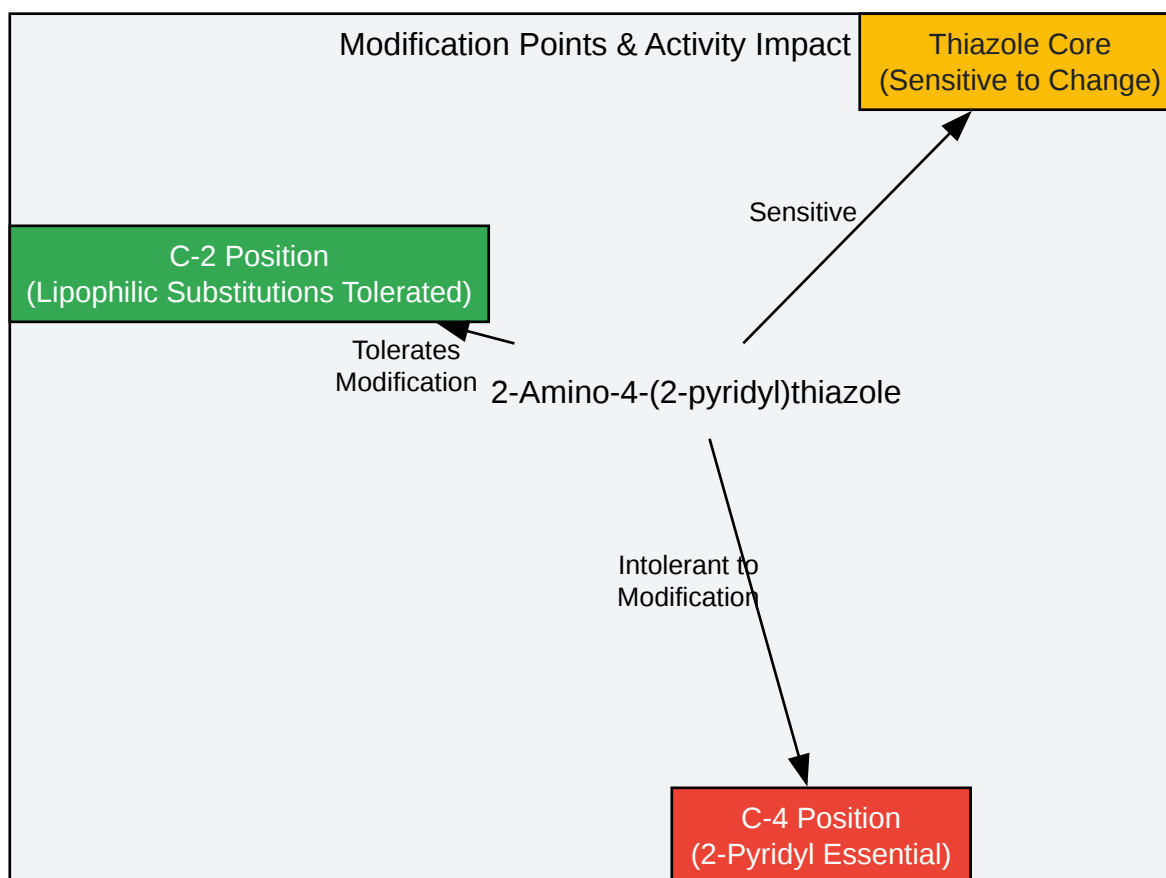 Modification Points & Activity Impact
Thiazole Core
(Sensitive to Change)
Sensitive
C-2 Position
(Lipophilic Substitutions Tolerated)
Tolerates
Modification
2-Amino-4-(2-pyridyl)thiazole
Intolerant to
Modification
C-4 Position
(2-Pyridyl Essential)